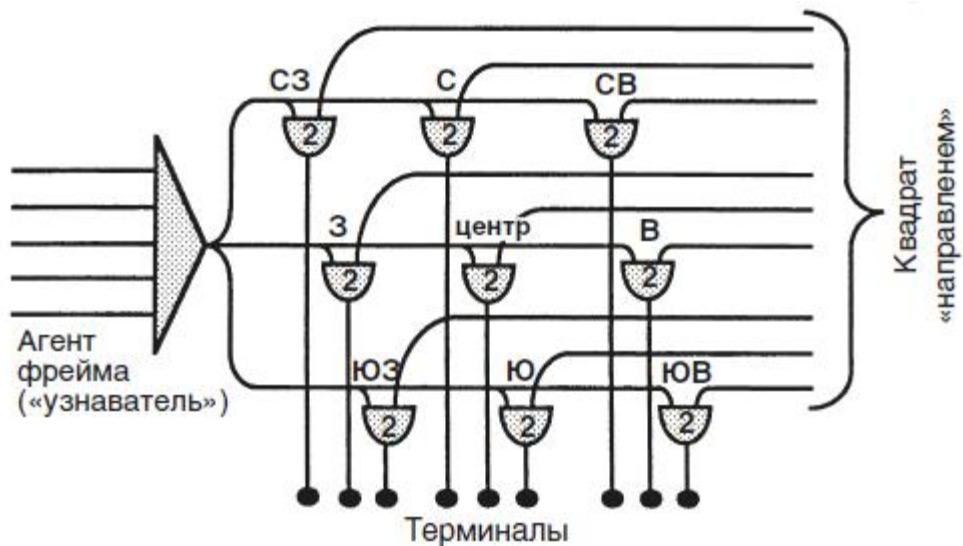 СЗ
С
СВ
2
2
2
З
центр
В
2
2
2
Агент
фрейма
(«узнаватель»)
ЮЗ
Ю
ЮВ
2
2
2
Терминалы
Квадрат
«направленем»